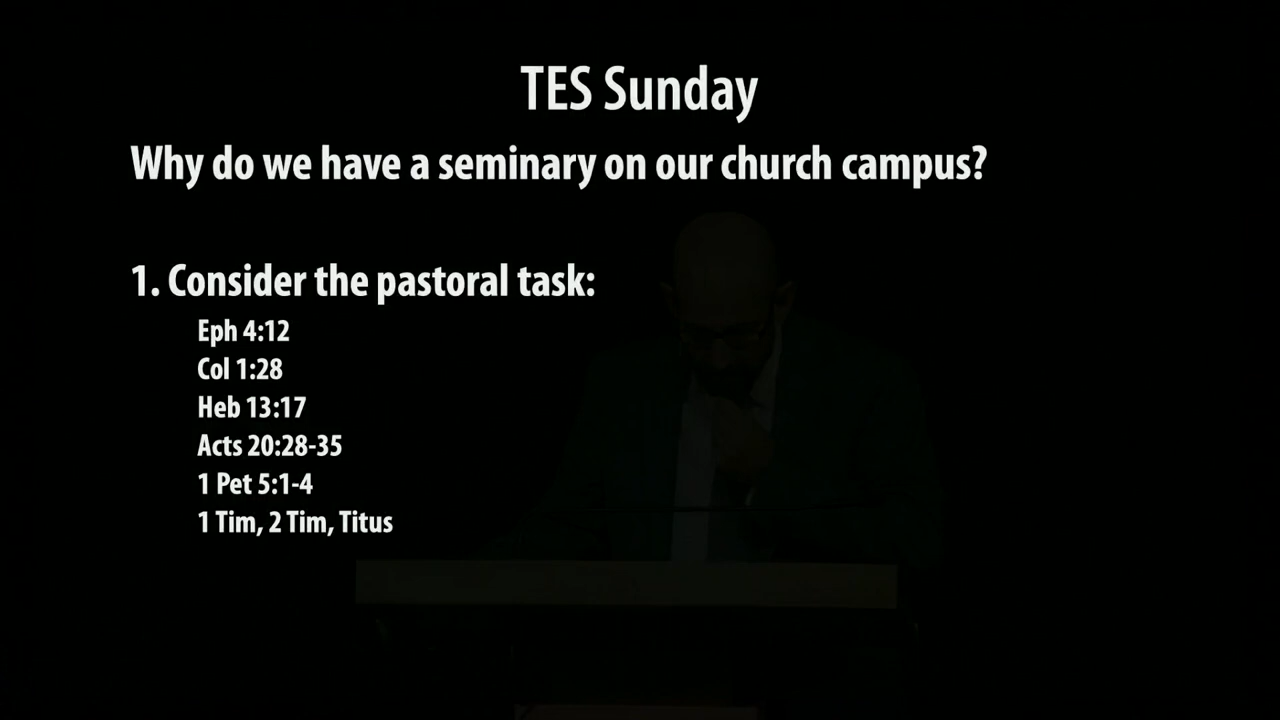 TES Sunday
Why do we have a seminary on our church campus?
1. Consider the pastoral task:
Eph 4:12
Col 1:28
Heb 13:17
Acts 20:28-35
1 Pet 5:1-4
1 Tim, 2 Tim, Titus